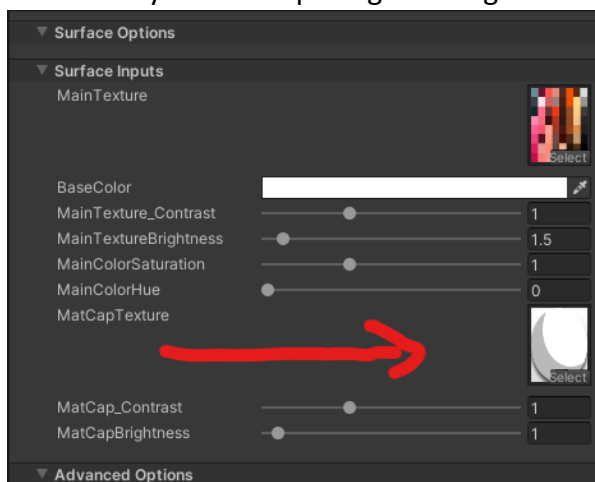 Surface Options
Surface Inputs
MainTexture
Select
BaseColor
MainTexture_Contrast 1
MainTextureBrightness 1.5
MainColorSaturation 1
MainColorHue 0
MatCapTexture
Select
MatCap_Contrast 1
MatCapBrightness 1
Advanced Options